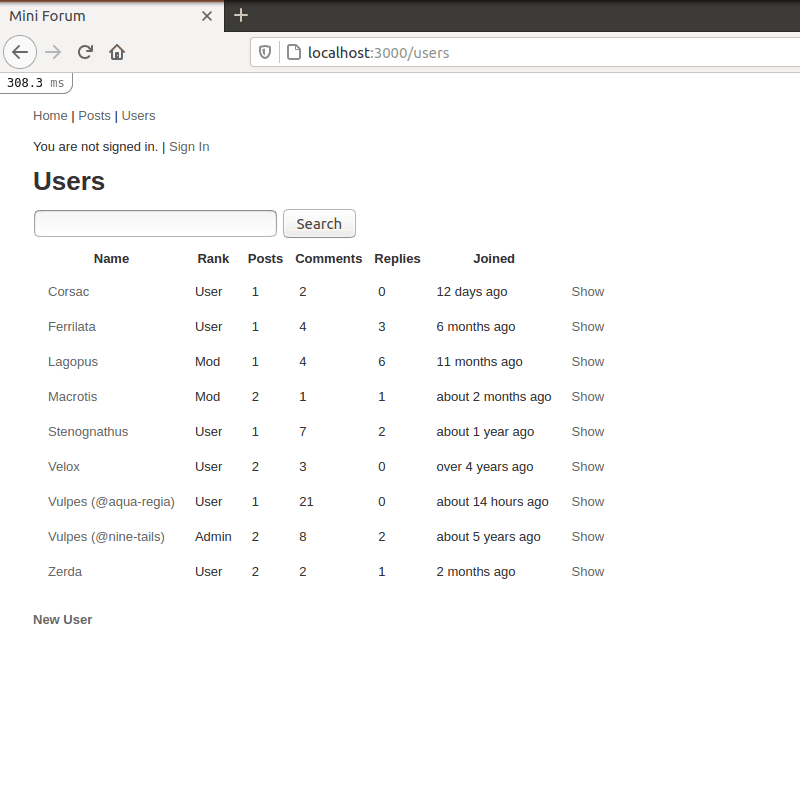 Mini Forum
localhost:3000/users
308.3 ms
Home | Posts | Users
You are not signed in. | Sign In
Users
Search
Name Rank Posts Comments Replies Joined
Corsac User 1 2 0 12 days ago Show
Ferrilata User 1 4 3 6 months ago Show
Lagopus Mod 1 4 6 11 months ago Show
Macrotis Mod 2 1 1 about 2 months ago Show
Stenognathus User 1 7 2 about 1 year ago Show
Velox User 2 3 0 over 4 years ago Show
Vulpes (@aqua-regia) User 1 21 0 about 14 hours ago Show
Vulpes (@nine-tails) Admin 2 8 2 about 5 years ago Show
Zerda User 2 2 1 2 months ago Show
New User